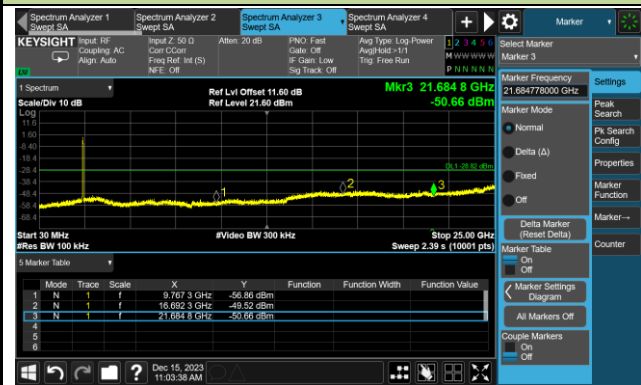 Spectrum Analyzer 1
Swept SA
Spectrum Analyzer 2
Swept SA
Spectrum Analyzer 3
Swept SA
Spectrum Analyzer 4
Swept SA
Marker
KEYSIGHT
Input: RF
Coupling: AC
Align: Auto
Input Z: 50 Ω
Corr CCorr
Freq Ref: Int (S)
NFE: Off
Atten: 20 dB
PNO: Fast
Gate: Off
IF Gain: Low
Sig Track: Off
Avg Type: Log-Power
Avg|Hold:>1/1
Trig: Free Run
1 2 3 4 5 6
M W W W W W
P N N N N N
Select Marker
Marker 3
1 Spectrum
Scale/Div 10 dB
Ref Lvl Offset 11.60 dB
Ref Level 21.60 dBm
Mkr3 21.684 8 GHz
-50.66 dBm
Log
11.6
1.60
-8.40
-18.4
-28.4
-38.4
-48.4
-58.4
-68.4
DL1 -28.92 dBm
1
2
3
Start 30 MHz
#Video BW 300 kHz
Stop 25.00 GHz
#Res BW 100 kHz
Sweep 2.39 s (10001 pts)
5 Marker Table
Mode Trace Scale X Y Function Function Width Function Value
1 N 1 f 9.767 3 GHz -56.86 dBm
2 N 1 f 16.692 3 GHz -49.52 dBm
3 N 1 f 21.684 8 GHz -50.66 dBm
4
5
6
Marker Frequency
21.684778000 GHz
Marker Mode
Normal
Delta (Δ)
Fixed
Off
Delta Marker
(Reset Delta)
Marker Table
On
Off
Marker Settings
Diagram
All Markers Off
Couple Markers
On
Off
Settings
Peak
Search
Pk Search
Config
Properties
Marker
Function
Marker→
Counter
Dec 15, 2023
11:03:38 AM